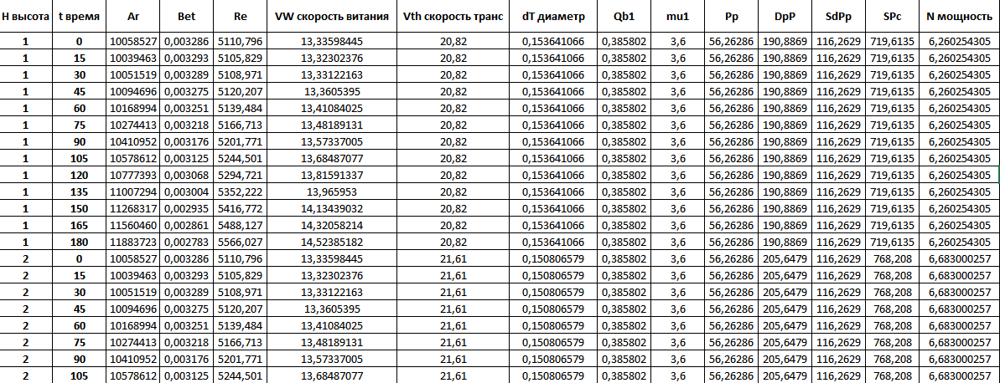 H высота t время Ar Bet Re VW скорость витания Vth скорость транс dT диаметр Qb1 mu1 Pp DpP SdPp SPc N мощность
1 0 10058527 0,003286 5110,796 13,33598445 20,82 0,153641066 0,385802 3,6 56,26286 190,8869 116,2629 719,6135 6,260254305
1 15 10039463 0,003293 5105,829 13,32302376 20,82 0,153641066 0,385802 3,6 56,26286 190,8869 116,2629 719,6135 6,260254305
1 30 10051519 0,003289 5108,971 13,33122163 20,82 0,153641066 0,385802 3,6 56,26286 190,8869 116,2629 719,6135 6,260254305
1 45 10094696 0,003275 5120,207 13,3605395 20,82 0,153641066 0,385802 3,6 56,26286 190,8869 116,2629 719,6135 6,260254305
1 60 10168994 0,003251 5139,484 13,41084025 20,82 0,153641066 0,385802 3,6 56,26286 190,8869 116,2629 719,6135 6,260254305
1 75 10274413 0,003218 5166,713 13,48189131 20,82 0,153641066 0,385802 3,6 56,26286 190,8869 116,2629 719,6135 6,260254305
1 90 10410952 0,003176 5201,771 13,57337005 20,82 0,153641066 0,385802 3,6 56,26286 190,8869 116,2629 719,6135 6,260254305
1 105 10578612 0,003125 5244,501 13,68487077 20,82 0,153641066 0,385802 3,6 56,26286 190,8869 116,2629 719,6135 6,260254305
1 120 10777393 0,003068 5294,721 13,81591337 20,82 0,153641066 0,385802 3,6 56,26286 190,8869 116,2629 719,6135 6,260254305
1 135 11007294 0,003004 5352,222 13,965953 20,82 0,153641066 0,385802 3,6 56,26286 190,8869 116,2629 719,6135 6,260254305
1 150 11268317 0,002935 5416,772 14,13439032 20,82 0,153641066 0,385802 3,6 56,26286 190,8869 116,2629 719,6135 6,260254305
1 165 11560460 0,002861 5488,127 14,32058214 20,82 0,153641066 0,385802 3,6 56,26286 190,8869 116,2629 719,6135 6,260254305
1 180 11883723 0,002783 5566,027 14,52385182 20,82 0,153641066 0,385802 3,6 56,26286 190,8869 116,2629 719,6135 6,260254305
2 0 10058527 0,003286 5110,796 13,33598445 21,61 0,150806579 0,385802 3,6 56,26286 205,6479 116,2629 768,208 6,683000257
2 15 10039463 0,003293 5105,829 13,32302376 21,61 0,150806579 0,385802 3,6 56,26286 205,6479 116,2629 768,208 6,683000257
2 30 10051519 0,003289 5108,971 13,33122163 21,61 0,150806579 0,385802 3,6 56,26286 205,6479 116,2629 768,208 6,683000257
2 45 10094696 0,003275 5120,207 13,3605395 21,61 0,150806579 0,385802 3,6 56,26286 205,6479 116,2629 768,208 6,683000257
2 60 10168994 0,003251 5139,484 13,41084025 21,61 0,150806579 0,385802 3,6 56,26286 205,6479 116,2629 768,208 6,683000257
2 75 10274413 0,003218 5166,713 13,48189131 21,61 0,150806579 0,385802 3,6 56,26286 205,6479 116,2629 768,208 6,683000257
2 90 10410952 0,003176 5201,771 13,57337005 21,61 0,150806579 0,385802 3,6 56,26286 205,6479 116,2629 768,208 6,683000257
2 105 10578612 0,003125 5244,501 13,68487077 21,61 0,150806579 0,385802 3,6 56,26286 205,6479 116,2629 768,208 6,683000257